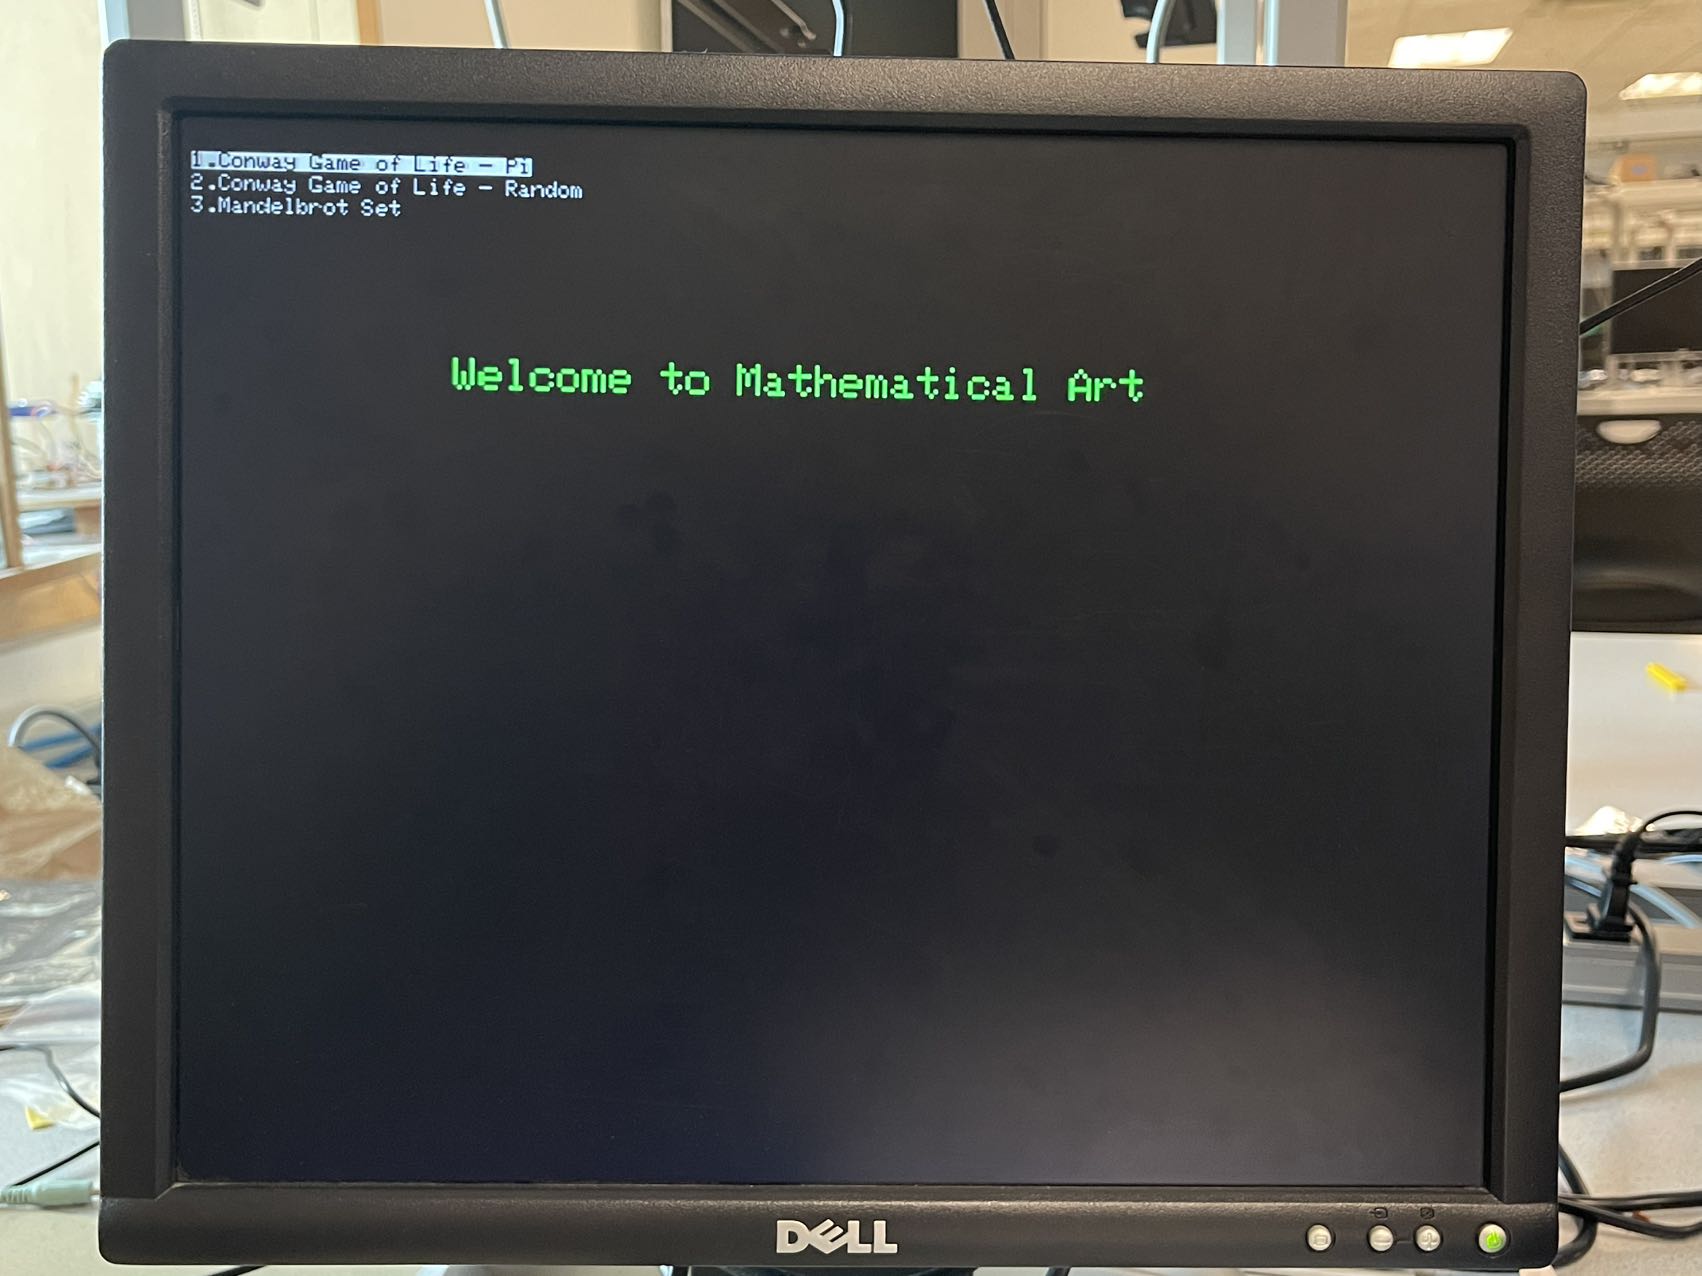 1.Conway Game of Life - Pi
2.Conway Game of Life - Random
3.Mandelbrot Set
Welcome to Mathematical Art
DELL